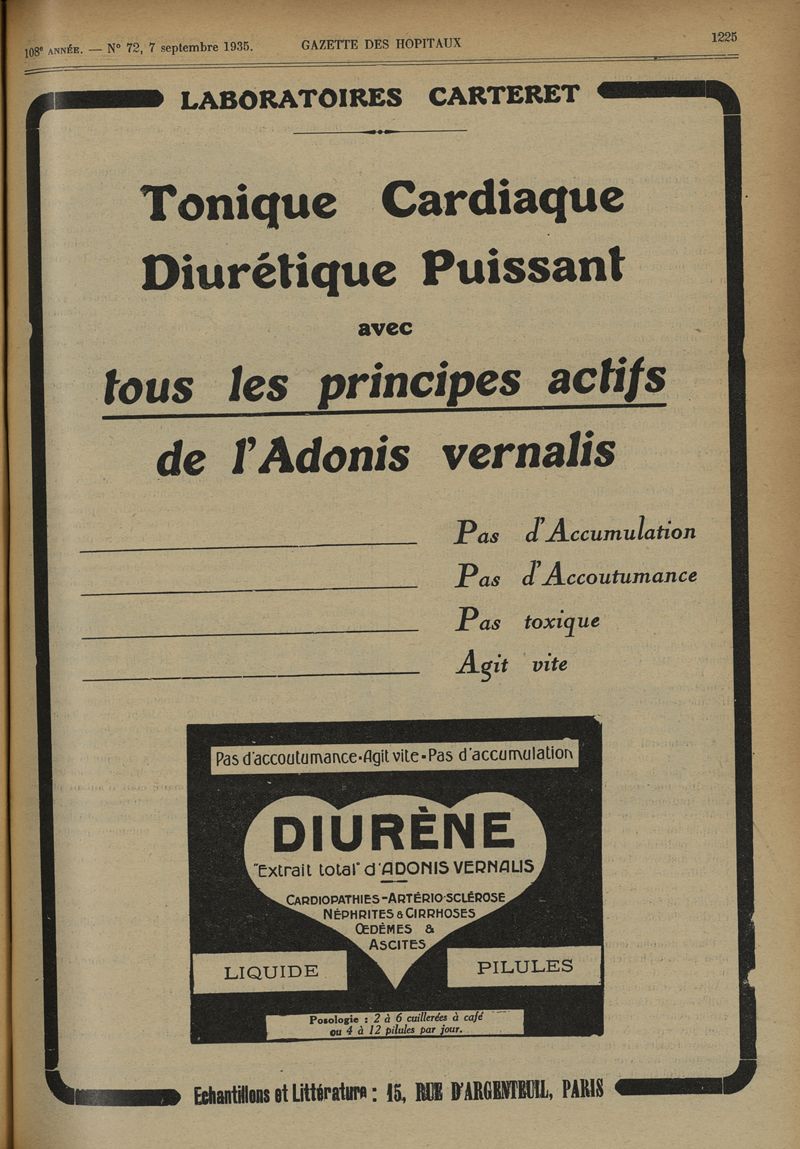 108e ANNÉE. — N° 72, 7 septembre 1935. GAZETTE DES HOPITAUX 1225
LABORATOIRES CARTERET
Tonique Cardiaque
Diurétique Puissant
avec
tous les principes actifs
de l'Adonis vernalis
Pas d'Accumulation
Pas d'Accoutumance
Pas toxique
Agit vite
Pas d'accoutumance-Agit vite-Pas d'accumulation
DIURÈNE
"Extrait total" d'ADONIS VERNALIS
CARDIOPATHIES-ARTÉRIO-SCLÉROSE
NÉPHRITES & CIRRHOSES
ŒDÈMES &
ASCITES
LIQUIDE
PILULES
Posologie : 2 à 6 cuillerées à café
ou 4 à 12 pilules par jour.
Echantillons et Littérature : 15, RUE D'ARGENTEUIL, PARIS